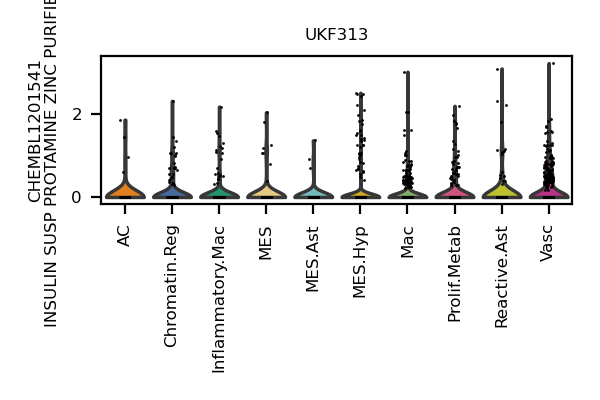 UKF313
CHEMBL1201541
INSULIN SUSP PROTAMINE ZINC PURIFIE
2
0
AC
Chromatin.Reg
Inflammatory.Mac
MES
MES.Ast
MES.Hyp
Mac
Prolif.Metab
Reactive.Ast
Vasc